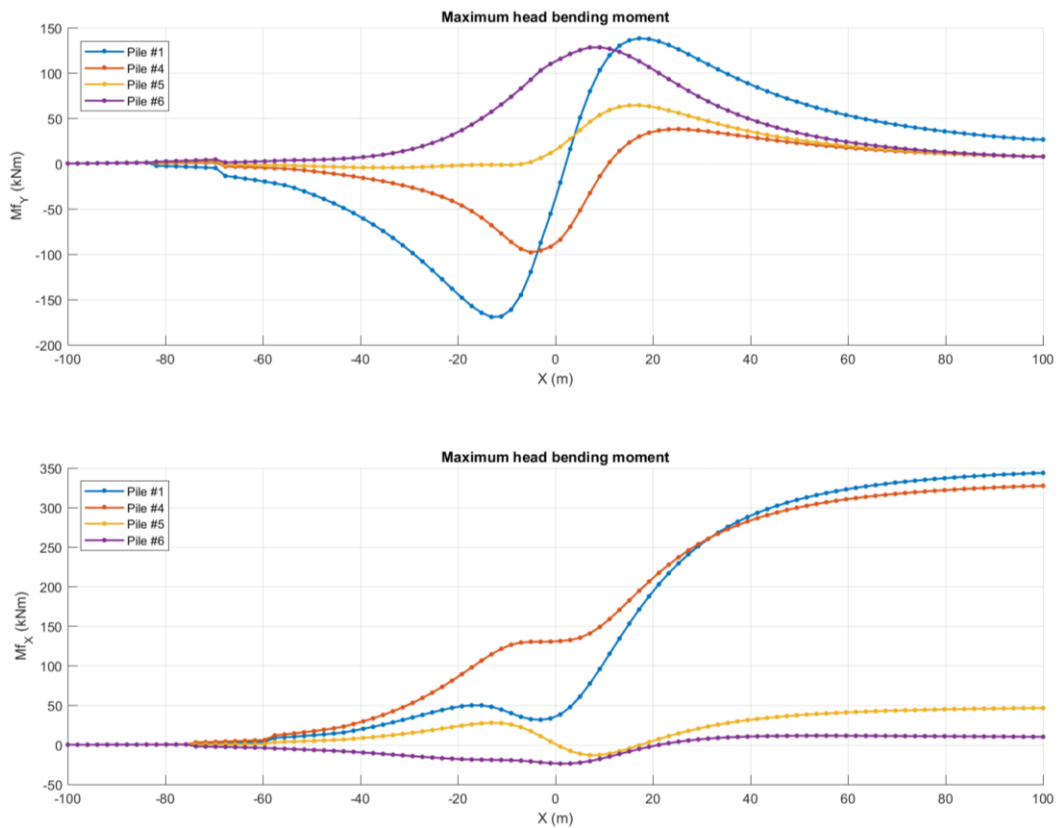 Maximum head bending moment
150
100
50
0
-50
-100
-150
-200
Mf_Y (kNm)
Pile #1
Pile #4
Pile #5
Pile #6
-100 -80 -60 -40 -20 0 20 40 60 80 100
X (m)
Maximum head bending moment
350
300
250
200
150
100
50
0
-50
Mf_X (kNm)
Pile #1
Pile #4
Pile #5
Pile #6
-100 -80 -60 -40 -20 0 20 40 60 80 100
X (m)